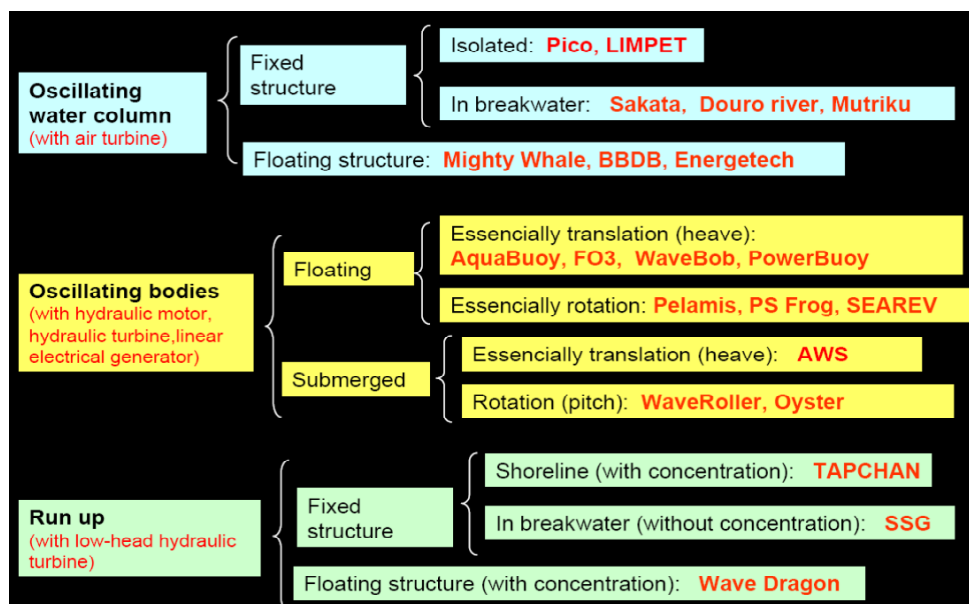 Oscillating
water column
(with air turbine)
Fixed
structure
Isolated: Pico, LIMPET
In breakwater: Sakata, Douro river, Mutriku
Floating structure: Mighty Whale, BBDB, Energetech
Oscillating bodies
(with hydraulic motor,
hydraulic turbine,linear
electrical generator)
Floating
Essencially translation (heave):
AquaBuoy, FO3, WaveBob, PowerBuoy
Essencially rotation: Pelamis, PS Frog, SEAREV
Submerged
Essencially translation (heave): AWS
Rotation (pitch): WaveRoller, Oyster
Run up
(with low-head hydraulic
turbine)
Fixed
structure
Shoreline (with concentration): TAPCHAN
In breakwater (without concentration): SSG
Floating structure (with concentration): Wave Dragon